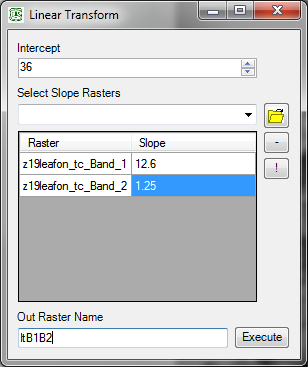 Linear Transform
Intercept
36
Select Slope Rasters
Raster Slope
z19leafon_tc_Band_1 12.6
z19leafon_tc_Band_2 1.25
-
!
Out Raster Name
ltB1B2
Execute